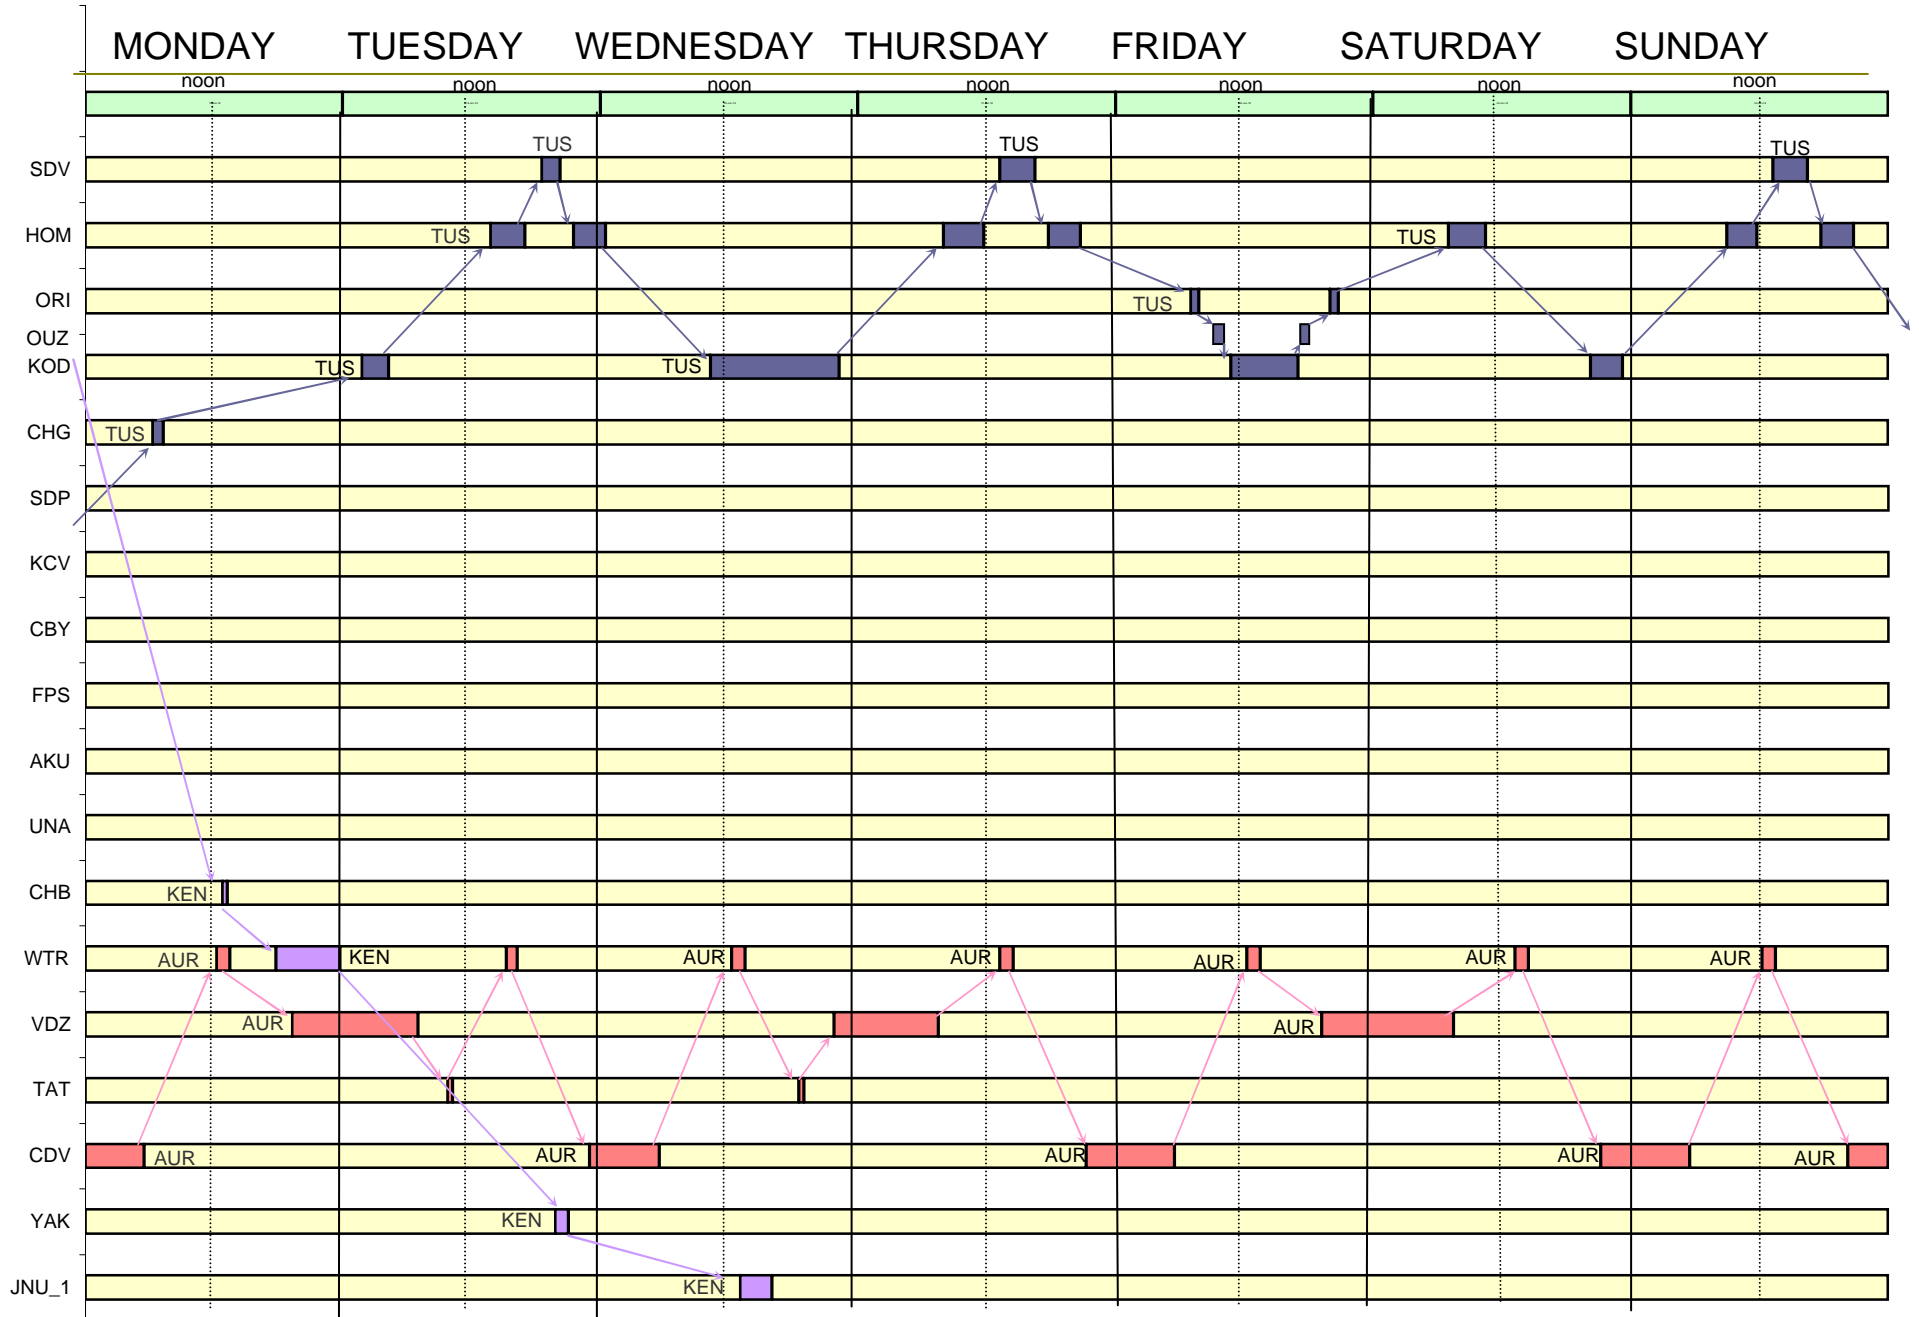 MONDAY TUESDAY WEDNESDAY THURSDAY FRIDAY SATURDAY SUNDAY
noon noon noon noon noon noon noon
TUS TUS TUS
SDV
HOM TUS TUS
ORI TUS
OUZ
KOD TUS TUS
CHG TUS
SDP
KCV
CBY
FPS
AKU
UNA
CHB KEN
WTR AUR KEN AUR AUR AUR AUR AUR
VDZ AUR AUR
TAT
CDV AUR AUR AUR AUR AUR
YAK KEN
JNU_1 KEN